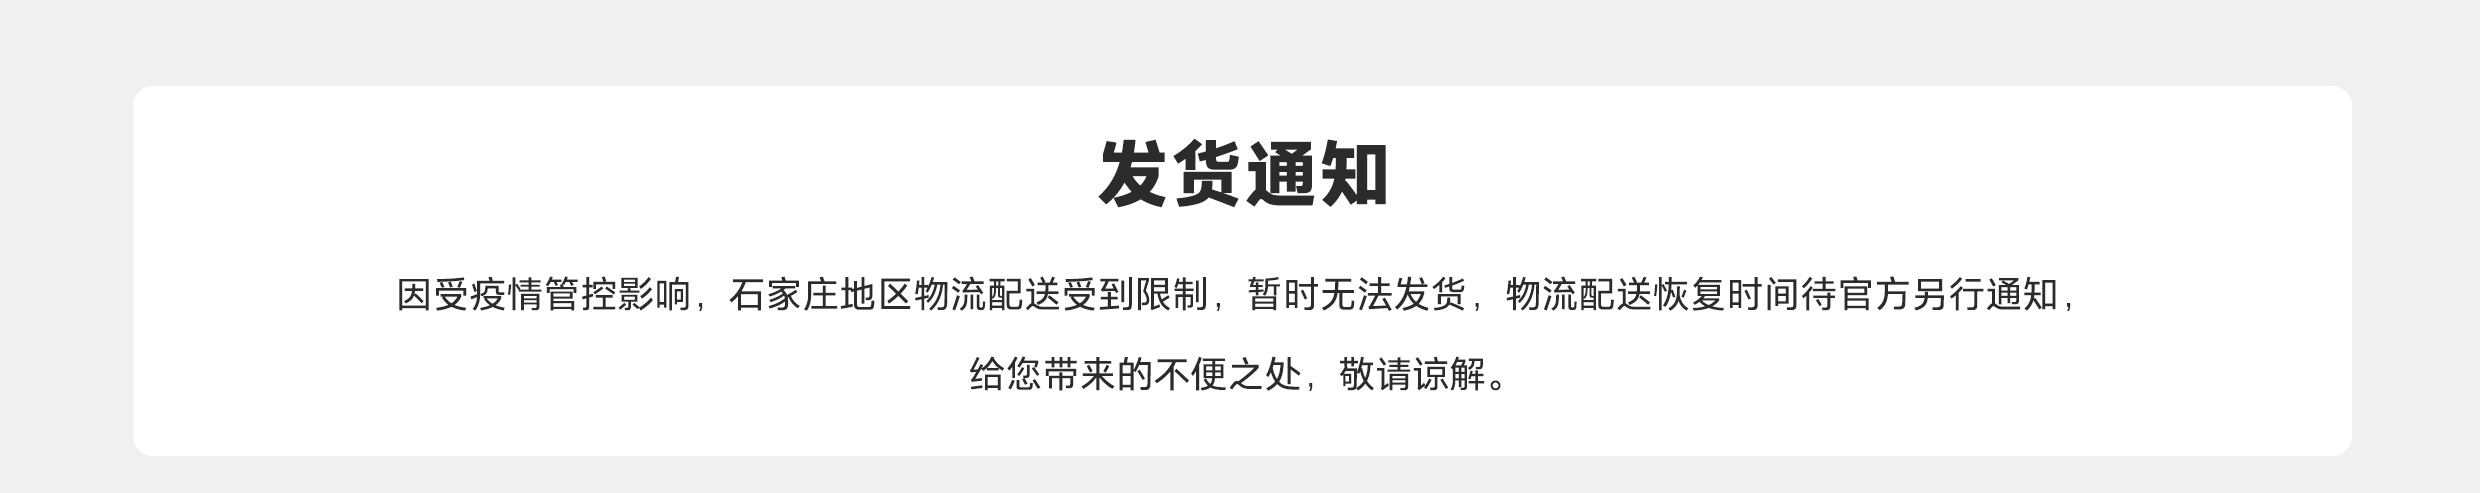 发货通知
因受疫情管控影响，石家庄地区物流配送受到限制，暂时无法发货，物流配送恢复时间待官方另行通知，
给您带来的不便之处，敬请谅解。